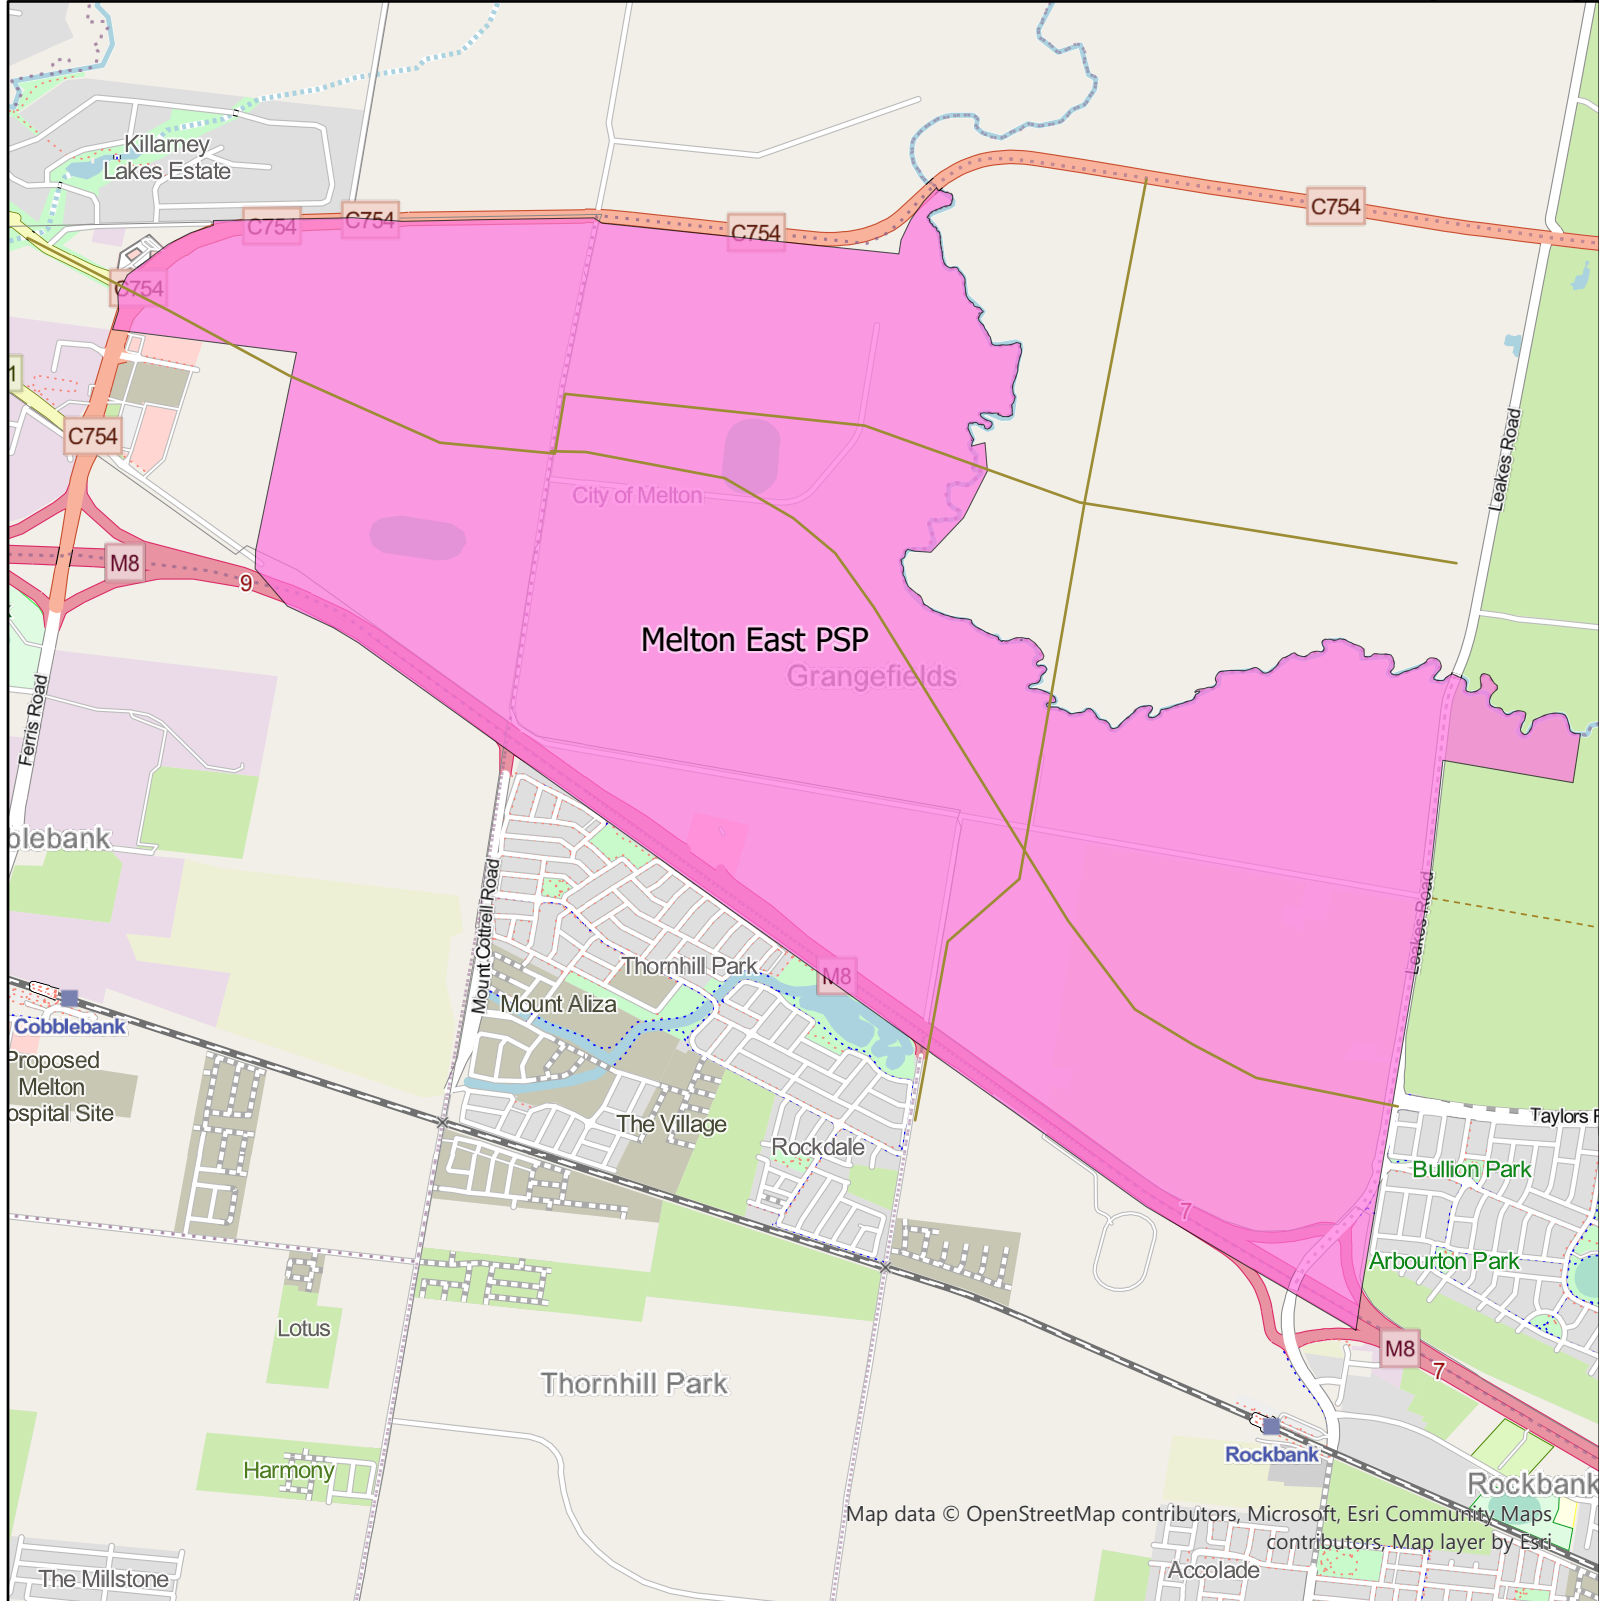 Killarney
Lakes Estate
C754
C754
C754
C754
C754
1
C754
Leakes Road
City of Melton
M8
9
Melton East PSP
Grangefields
Ferris Road
blebank
Mount Cottrell Road
Leakes Road
Thornhill Park
M8
Mount Aliza
Cobblebank
Proposed
Melton
ospital Site
The Village
Taylors R
Rockdale
Bullion Park
7
Arbourton Park
Lotus
M8
7
Thornhill Park
Harmony
Rockbank
Rockbank
Map data © OpenStreetMap contributors, Microsoft, Esri Community Maps
contributors, Map layer by Esri
Accolade
The Millstone